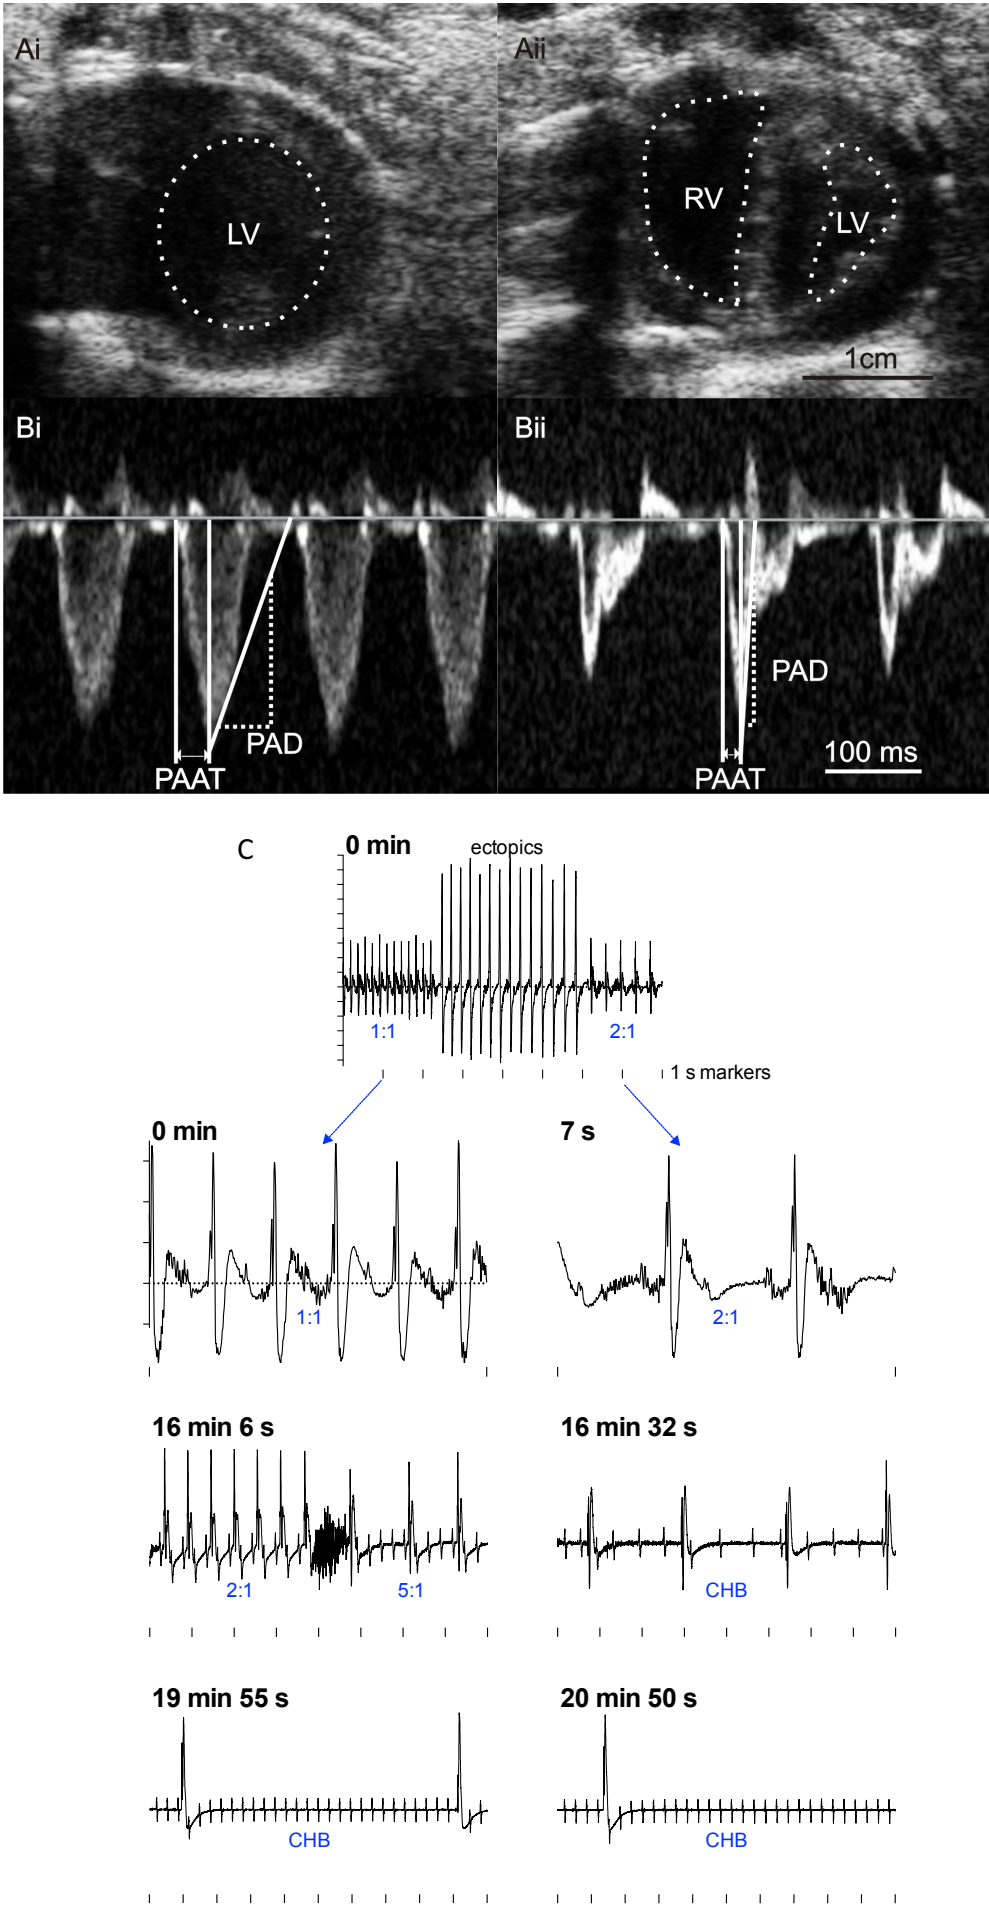 Ai
Aii
LV
RV
LV
1cm
Bi
Bii
PAD
PAAT
PAD
PAAT
100 ms
C
0 min
ectopics
1:1
2:1
1 s markers
0 min
7 s
1:1
2:1
16 min 6 s
16 min 32 s
2:1
5:1
CHB
19 min 55 s
20 min 50 s
CHB
CHB